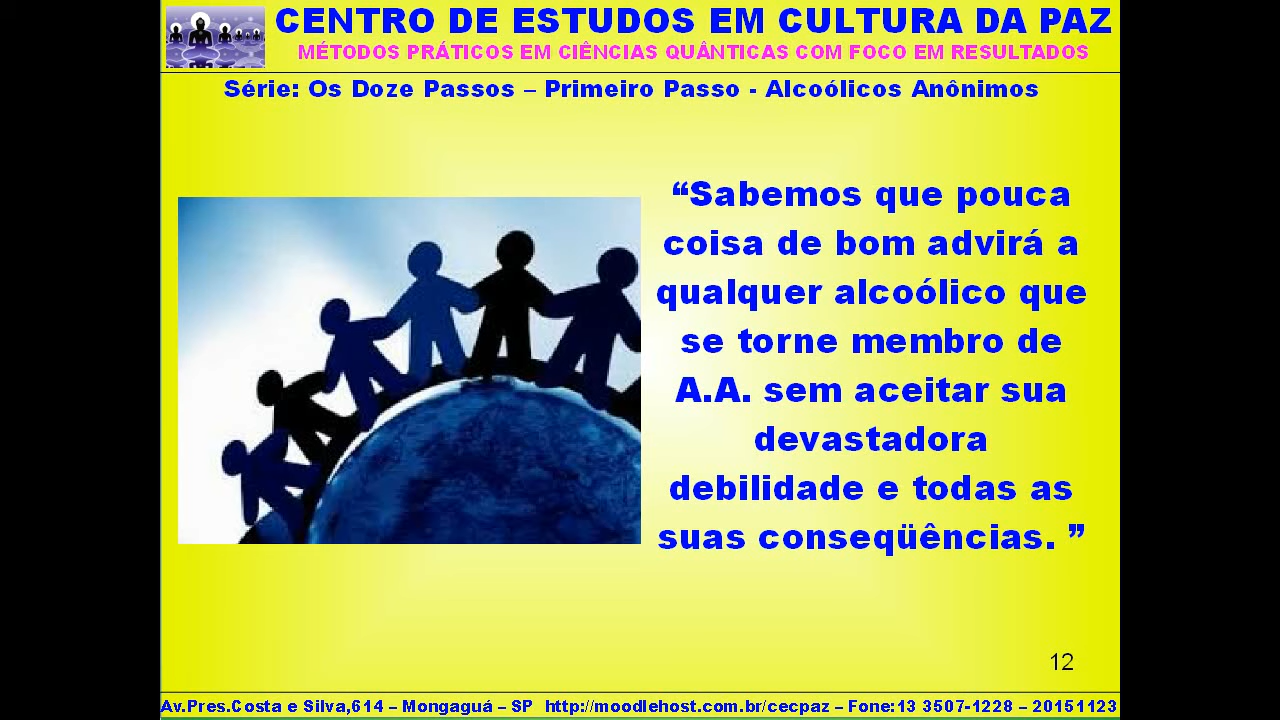 CENTRO DE ESTUDOS EM CULTURA DA PAZ
MÉTODOS PRÁTICOS EM CIÊNCIAS QUÂNTICAS COM FOCO EM RESULTADOS
Série: Os Doze Passos – Primeiro Passo - Alcoólicos Anônimos
“Sabemos que pouca
coisa de bom advirá a
qualquer alcoólico que
se torne membro de
A.A. sem aceitar sua
devastadora
debilidade e todas as
suas conseqüências. ”
12
Av.Pres.Costa e Silva,614 – Mongaguá – SP http://moodlehost.com.br/cecpaz – Fone:13 3507-1228 – 20151123